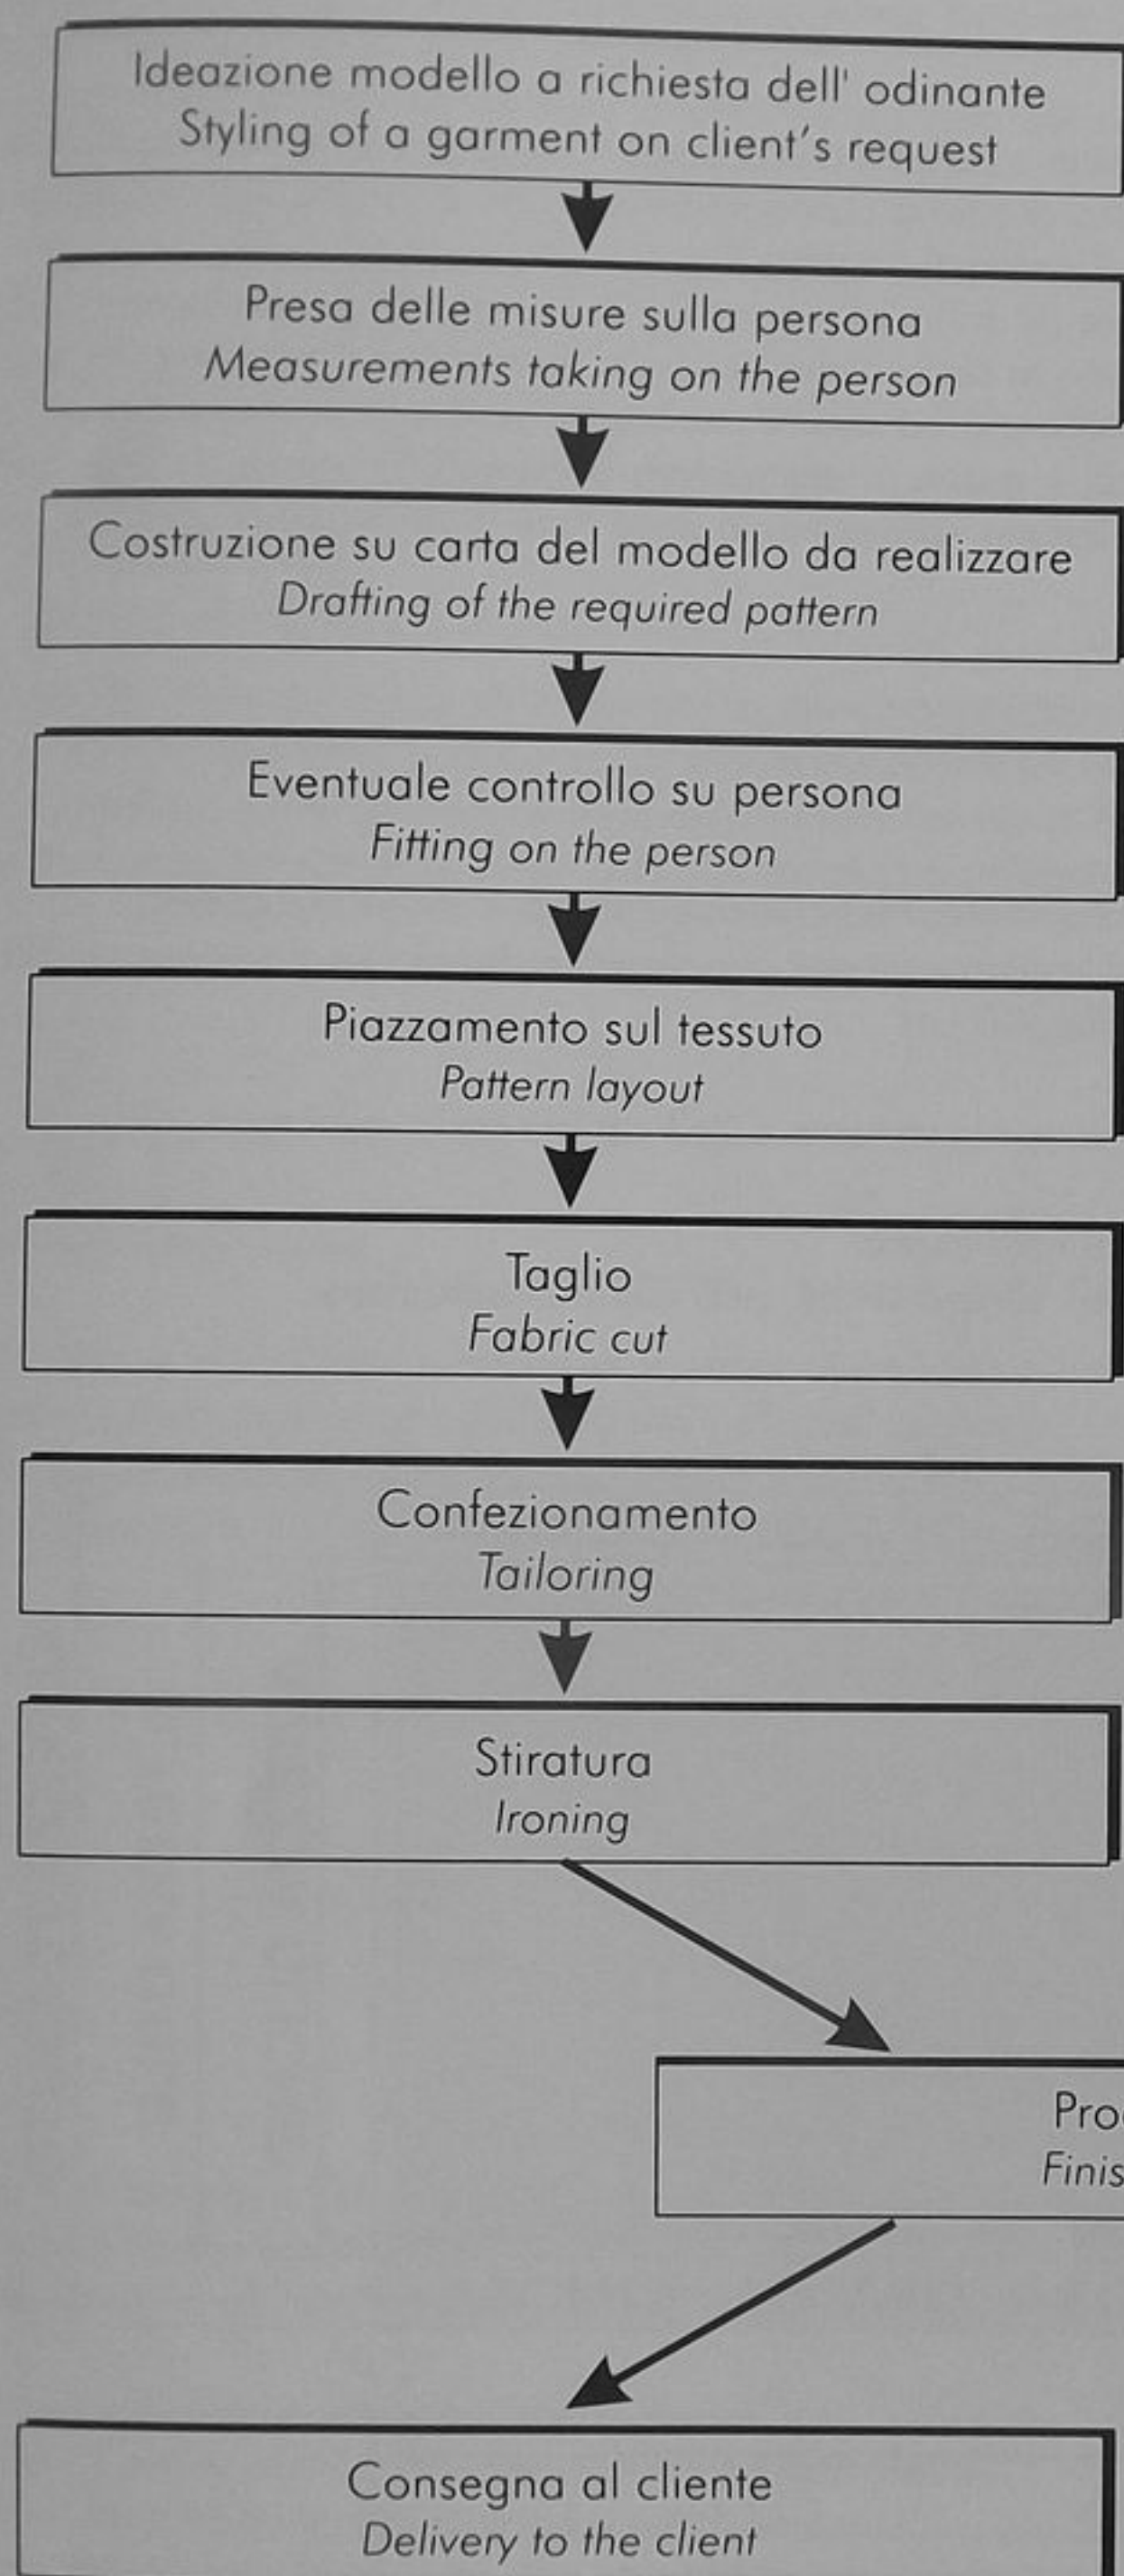 Ideazione modello a richiesta dell' odinante
Styling of a garment on client's request
Presa delle misure sulla persona
Measurements taking on the person
Costruzione su carta del modello da realizzare
Drafting of the required pattern
Eventuale controllo su persona
Fitting on the person
Piazzamento sul tessuto
Pattern layout
Taglio
Fabric cut
Confezionamento
Tailoring
Stiratura
Ironing
Consegna al cliente
Delivery to the client